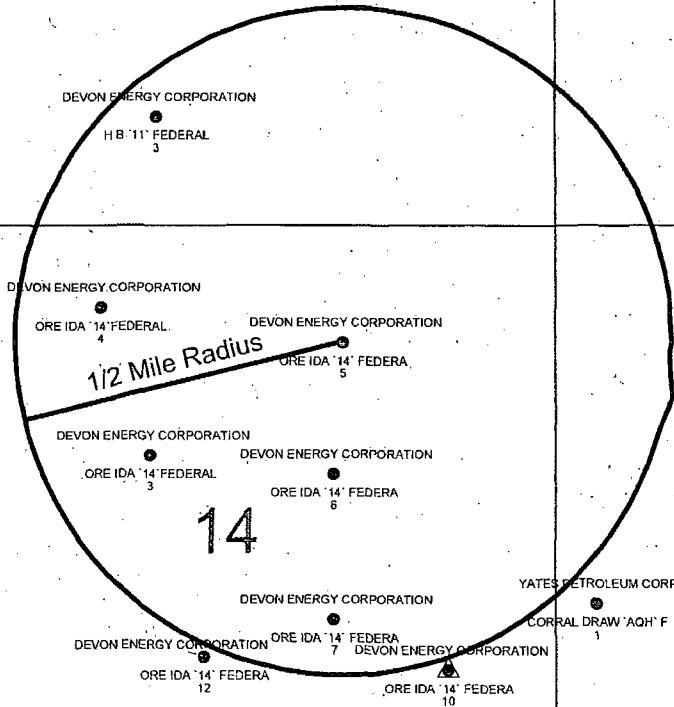 DEVON ENERGY CORPORATION
H B '11' FEDERAL
3
DEVON ENERGY CORPORATION
ORE IDA '14' FEDERAL
4
DEVON ENERGY CORPORATION
ORE IDA '14' FEDERA
5
1/2 Mile Radius
DEVON ENERGY CORPORATION
ORE IDA '14' FEDERAL
3
DEVON ENERGY CORPORATION
ORE IDA '14' FEDERA
6
14
YATES PETROLEUM CORP
CORRAL DRAW 'AQH' F
1
DEVON ENERGY CORPORATION
ORE IDA '14' FEDERA
7
DEVON ENERGY CORPORATION
ORE IDA '14' FEDERA
12
DEVON ENERGY CORPORATION
ORE IDA '14' FEDERA
10